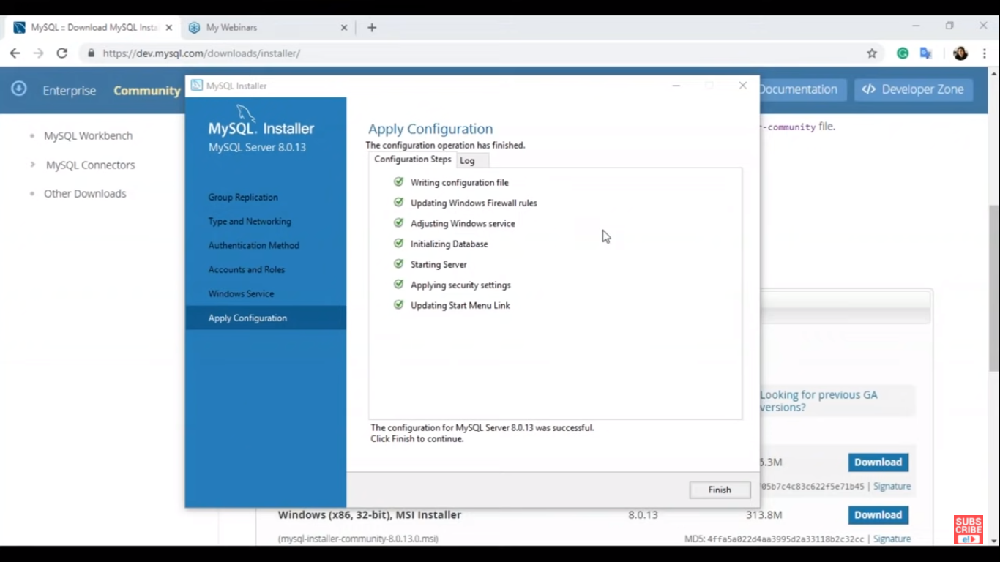 MySQL :: Download MySQL Insta
My Webinars
https://dev.mysql.com/downloads/installer/
Enterprise
Community
Documentation
Developer Zone
MySQL Workbench
MySQL Connectors
Other Downloads
r-community file.
MySQL Installer
MySQL. Installer
MySQL Server 8.0.13
Group Replication
Type and Networking
Authentication Method
Accounts and Roles
Windows Service
Apply Configuration
Apply Configuration
The configuration operation has finished.
Configuration Steps
Log
Writing configuration file
Updating Windows Firewall rules
Adjusting Windows service
Initializing Database
Starting Server
Applying security settings
Updating Start Menu Link
The configuration for MySQL Server 8.0.13 was successful.
Click Finish to continue.
Finish
Looking for previous GA
versions?
5.3M
Download
05b7c4c83c622f5e71b45 | Signature
Windows (x86, 32-bit), MSI Installer
8.0.13
313.8M
Download
(mysql-installer-community-8.0.13.0.msi)
MD5: 4ffa5a022d4aa3995d2a33118b2c32cc | Signature
SUBS
CRIBE
e!